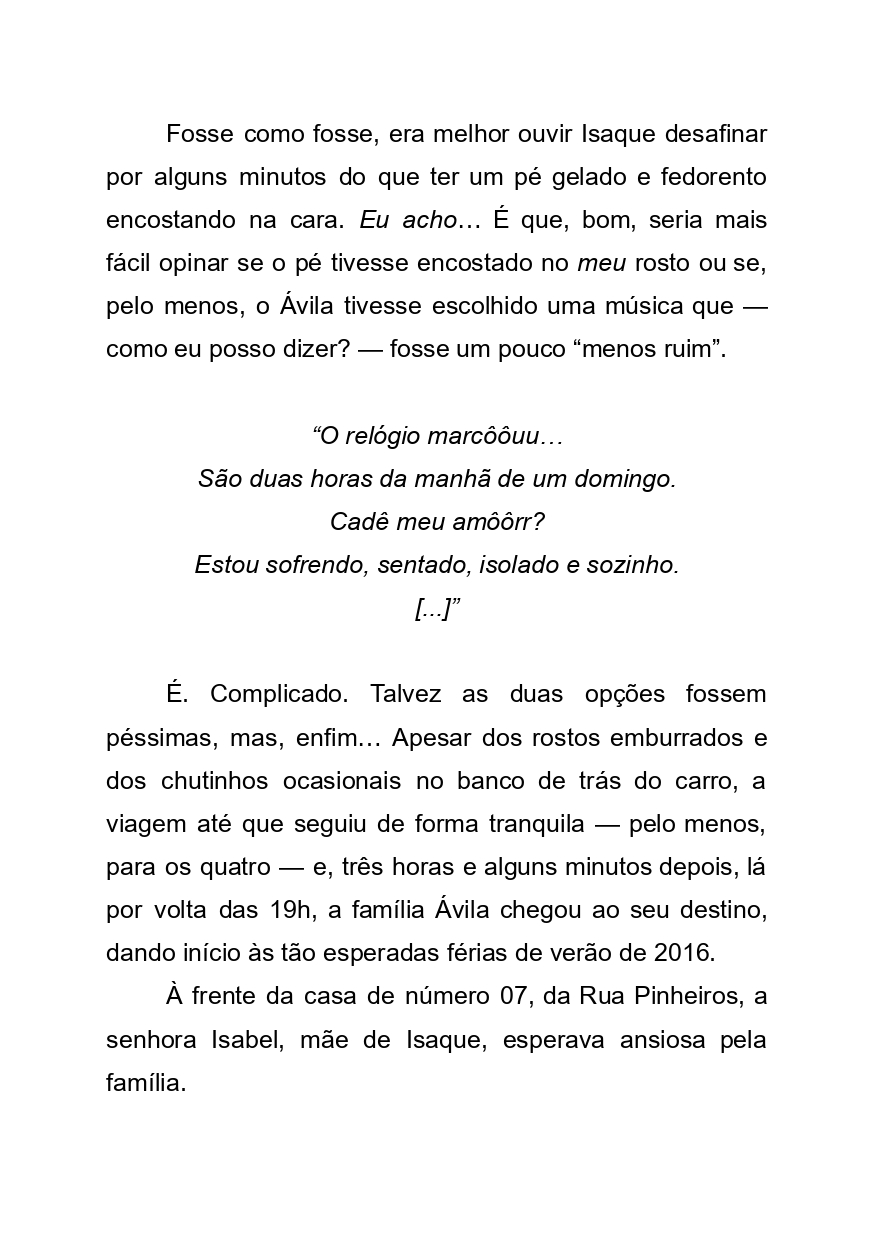 Fosse como fosse, era melhor ouvir Isaque desafinar
por alguns minutos do que ter um pé gelado e fedorento
encostando na cara. Eu acho… É que, bom, seria mais
fácil opinar se o pé tivesse encostado no meu rosto ou se,
pelo menos, o Ávila tivesse escolhido uma música que —
como eu posso dizer? — fosse um pouco “menos ruim”.
“O relógio marcôôuu…
São duas horas da manhã de um domingo.
Cadê meu amôôrr?
Estou sofrendo, sentado, isolado e sozinho.
[...]”
É. Complicado. Talvez as duas opções fossem
péssimas, mas, enfim… Apesar dos rostos emburrados e
dos chutinhos ocasionais no banco de trás do carro, a
viagem até que seguiu de forma tranquila — pelo menos,
para os quatro — e, três horas e alguns minutos depois, lá
por volta das 19h, a família Ávila chegou ao seu destino,
dando início às tão esperadas férias de verão de 2016.
À frente da casa de número 07, da Rua Pinheiros, a
senhora Isabel, mãe de Isaque, esperava ansiosa pela
família.